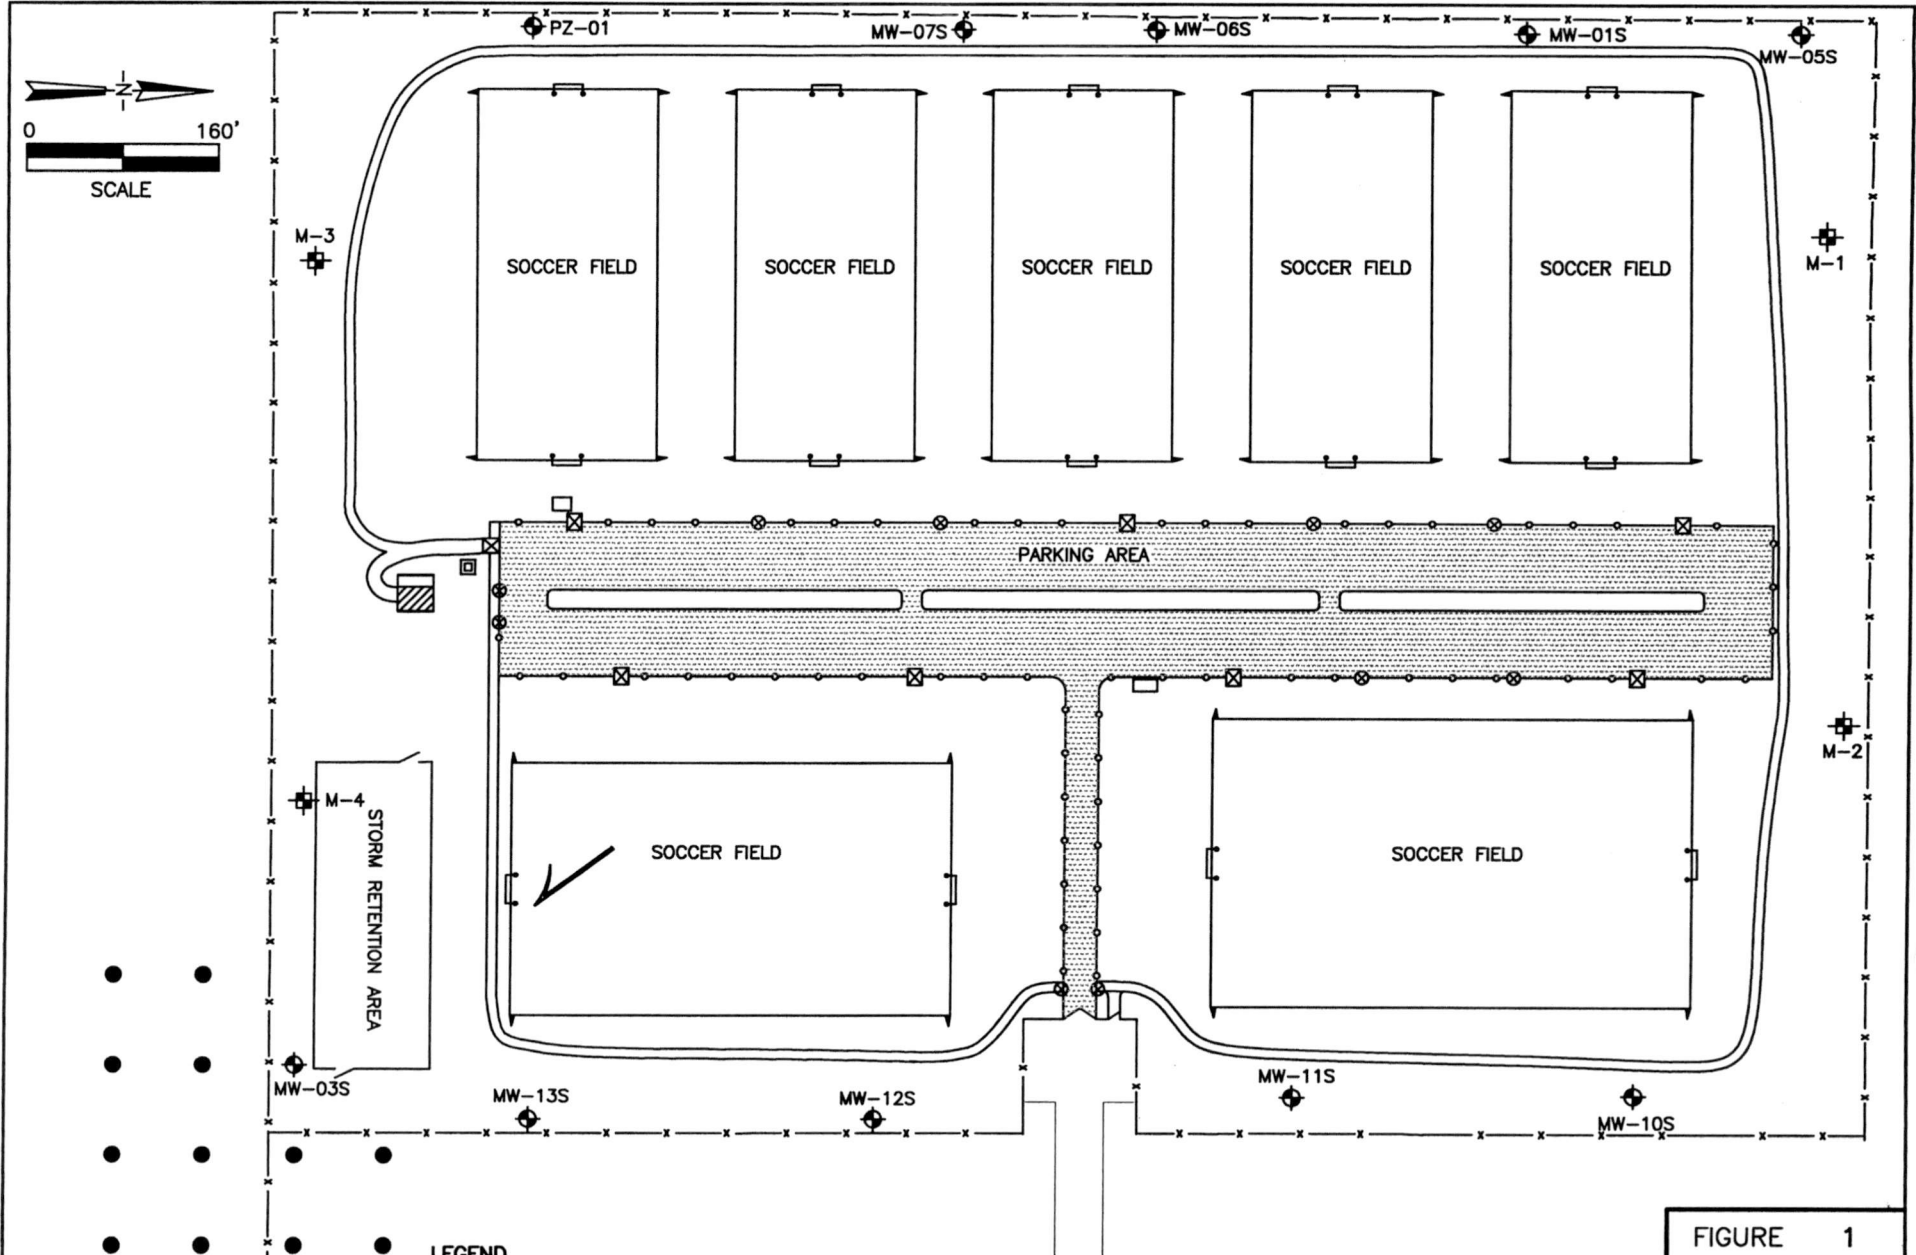 PZ-01
MW-07S
MW-06S
MW-01S
MW-05S
N
0 160'
SCALE
M-3
M-1
SOCCER FIELD
SOCCER FIELD
SOCCER FIELD
SOCCER FIELD
SOCCER FIELD
PARKING AREA
M-2
M-4
STORM RETENTION AREA
SOCCER FIELD
SOCCER FIELD
MW-03S
MW-13S
MW-12S
MW-11S
MW-10S
FIGURE 1
LEGEND